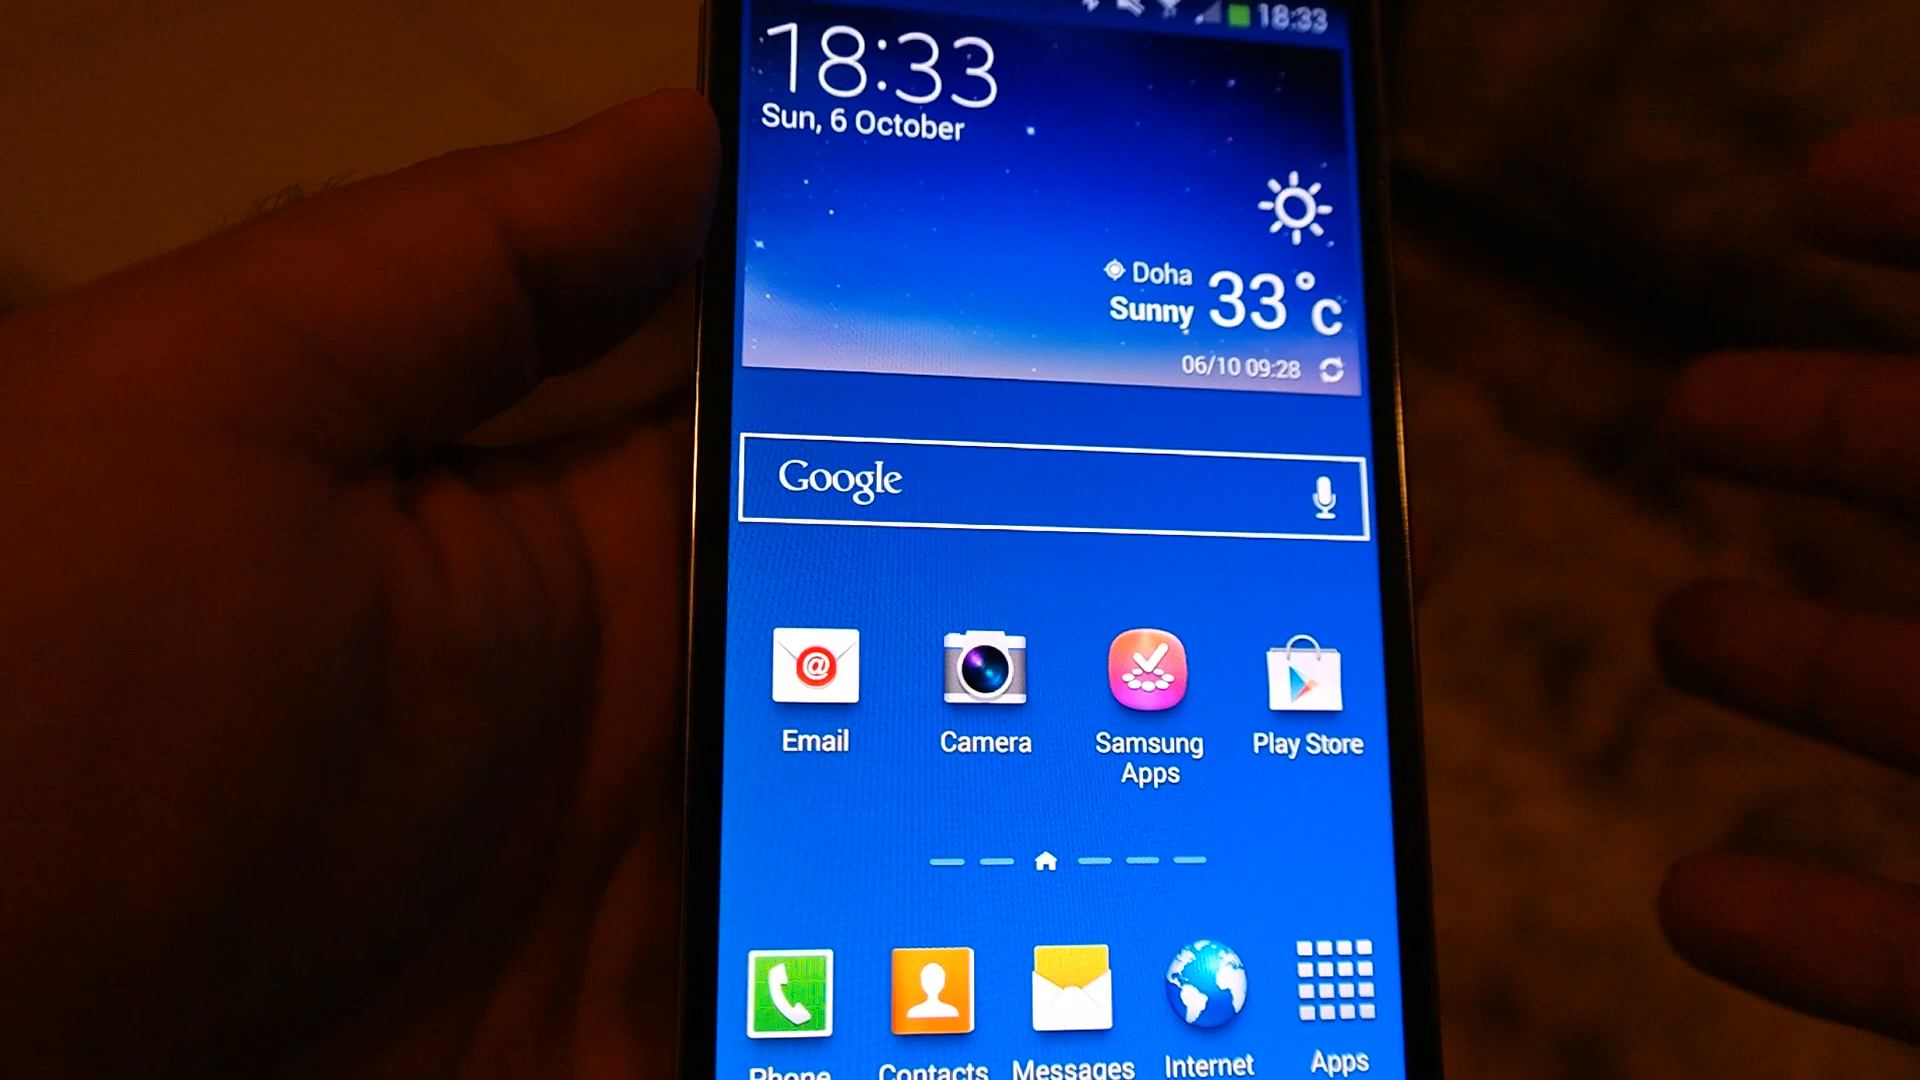 18:33
18:33
Sun, 6 October
Doha
Sunny 33°C
06/10 09:28
Google
@
Email
Camera
Samsung
Apps
Play Store
Phone
Contacts
Messages
Internet
Apps